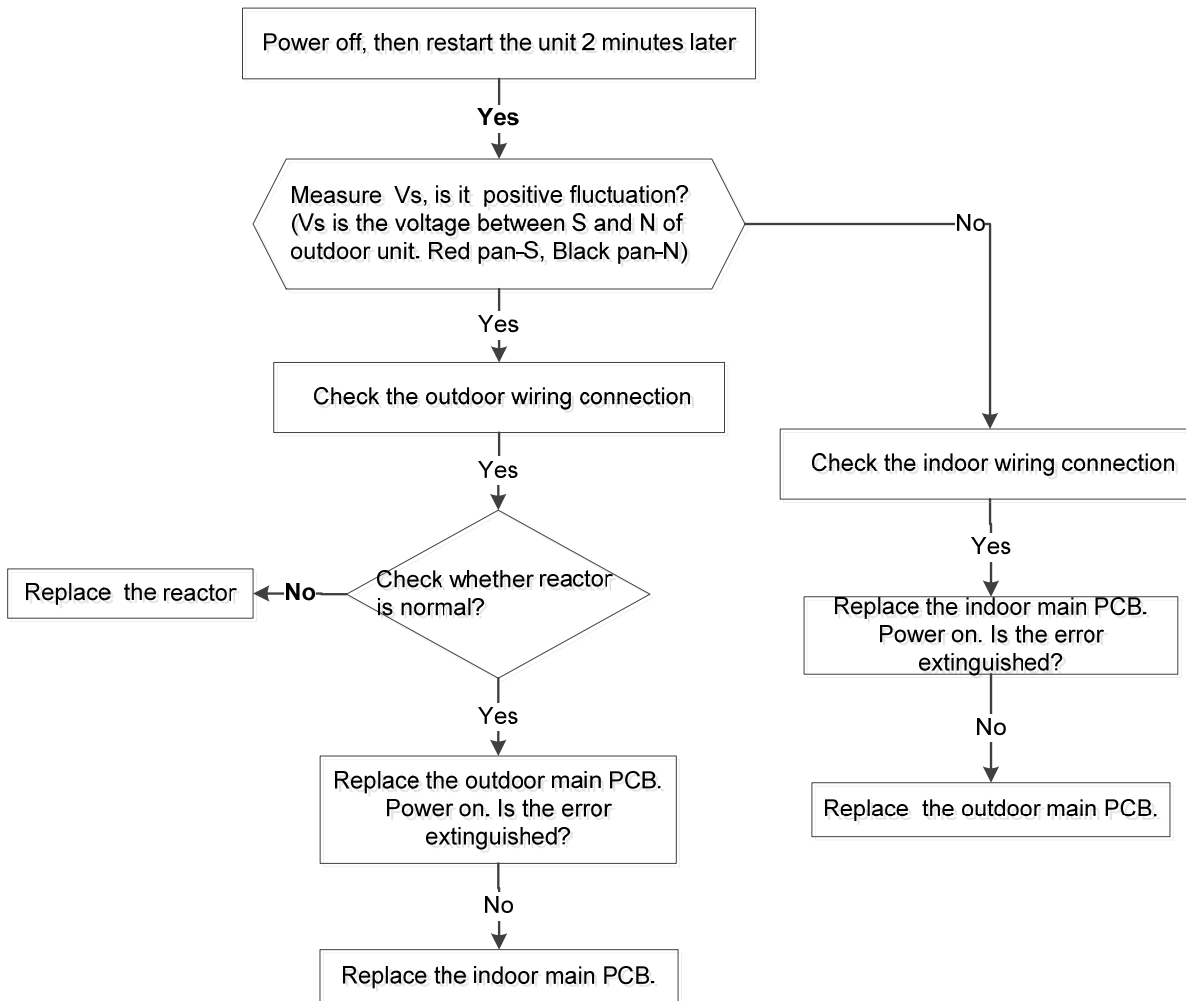 Power off, then restart the unit 2 minutes later
Yes
Measure Vs, is it positive fluctuation?
(Vs is the voltage between S and N of
outdoor unit. Red pan-S, Black pan-N)
No
Yes
Check the outdoor wiring connection
Check the indoor wiring connection
Yes
Yes
Check whether reactor
is normal?
No
Replace the reactor
Replace the indoor main PCB.
Power on. Is the error
extinguished?
Yes
No
Replace the outdoor main PCB.
Power on. Is the error
extinguished?
Replace the outdoor main PCB.
No
Replace the indoor main PCB.